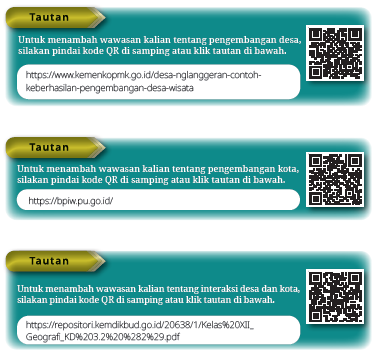 Tautan
Untuk menambah wawasan kalian tentang pengembangan desa,
silakan pindai kode QR di samping atau klik tautan di bawah.
https://www.kemenkopmk.go.id/desa-nglanggeran-contoh-
keberhasilan-pengembangan-desa-wisata
Tautan
Untuk menambah wawasan kalian tentang pengembangan kota,
silakan pindai kode QR di samping atau klik tautan di bawah.
https://bpiw.pu.go.id/
Tautan
Untuk menambah wawasan kalian tentang interaksi desa dan kota,
silakan pindai kode QR di samping atau klik tautan di bawah.
https://repositori.kemdikbud.go.id/20638/1/Kelas%20XII_
Geografi_KD%203.2%20%282%29.pdf